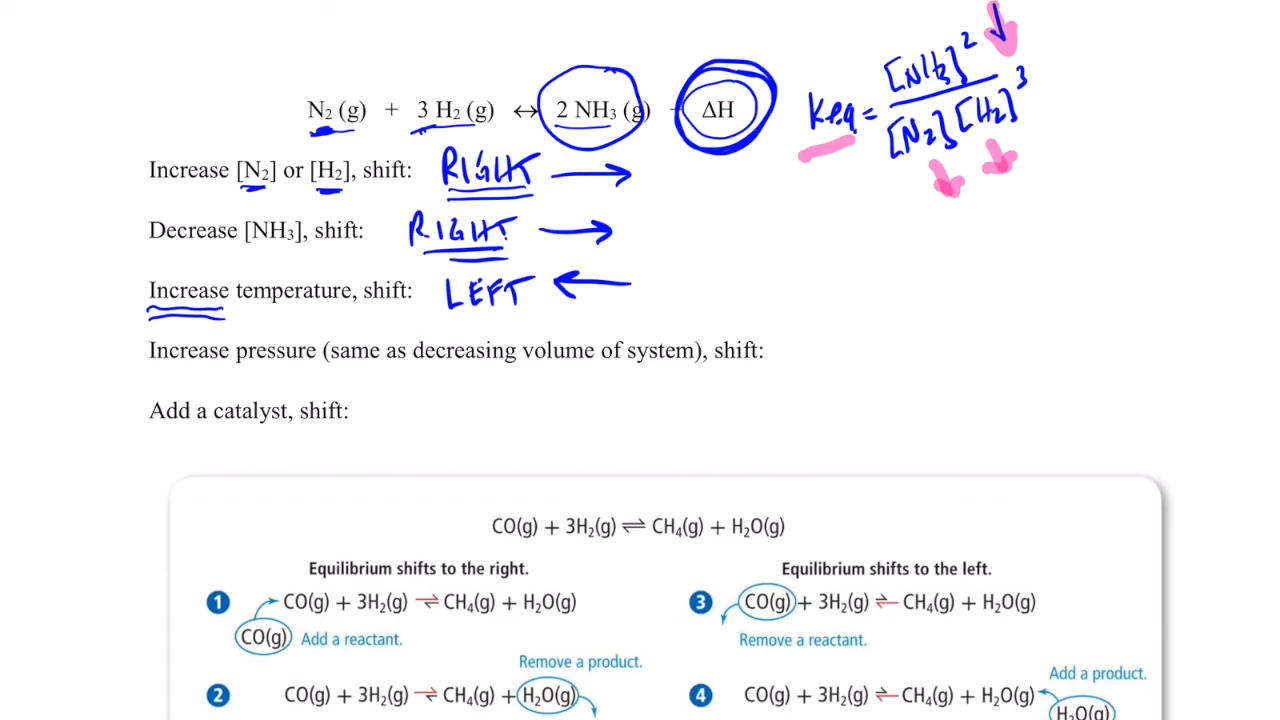 N₂ (g) + 3 H₂ (g) ↔ 2 NH₃ (g) + ΔH
Keq = [NH₃]² / [N₂][H₂]³
Increase [N₂] or [H₂], shift: RIGHT →
Decrease [NH₃], shift: RIGHT →
Increase temperature, shift: LEFT ←
Increase pressure (same as decreasing volume of system), shift:
Add a catalyst, shift:
CO(g) + 3H₂(g) ⇌ CH₄(g) + H₂O(g)
Equilibrium shifts to the right.
1 CO(g) + 3H₂(g) ⇌ CH₄(g) + H₂O(g)
CO(g) Add a reactant.
Remove a product.
2 CO(g) + 3H₂(g) ⇌ CH₄(g) + H₂O(g)
Equilibrium shifts to the left.
3 CO(g) + 3H₂(g) ⇌ CH₄(g) + H₂O(g)
Remove a reactant.
Add a product.
4 CO(g) + 3H₂(g) ⇌ CH₄(g) + H₂O(g)
H₂O(g)